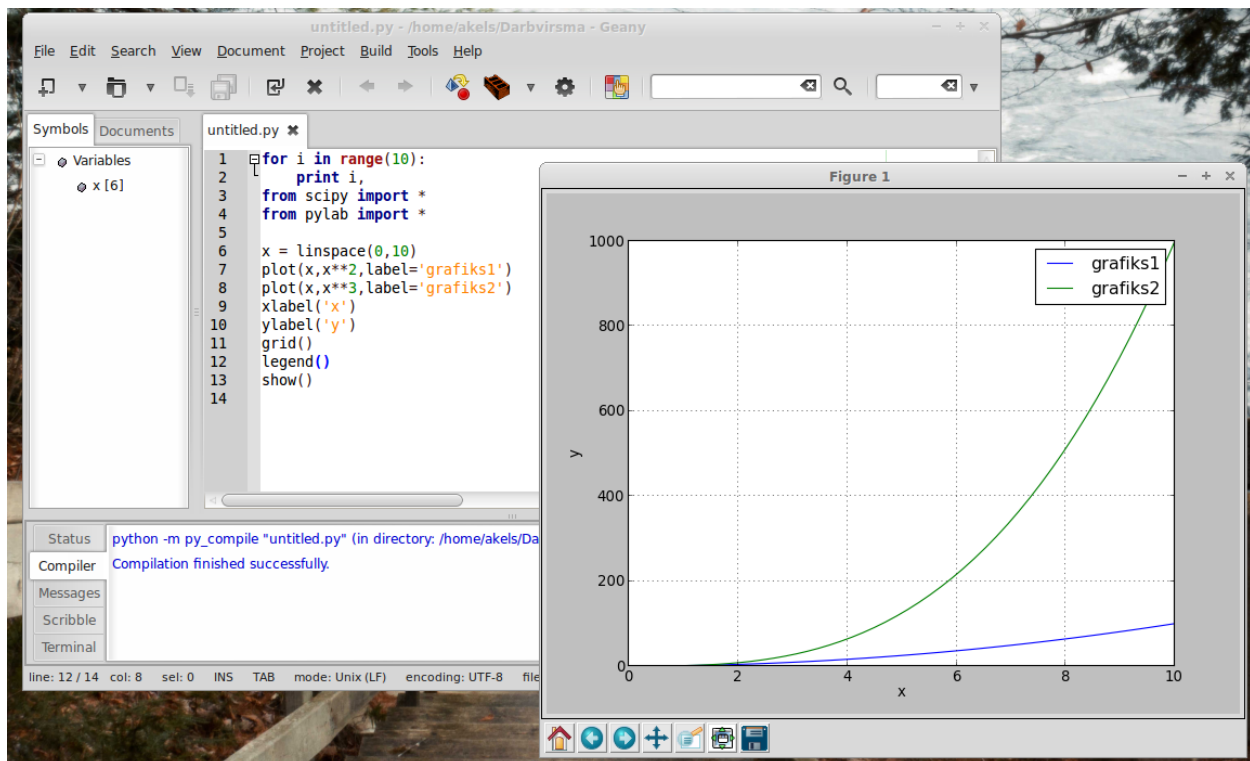 untitled.py - /home/akels/Darbvirsma - Geany
File Edit Search View Document Project Build Tools Help
Symbols Documents
Variables
x [6]
untitled.py
1 for i in range(10):
2     print i,
3 from scipy import *
4 from pylab import *
5
6 x = linspace(0,10)
7 plot(x,x**2,label='grafiks1')
8 plot(x,x**3,label='grafiks2')
9 xlabel('x')
10 ylabel('y')
11 grid()
12 legend()
13 show()
14
Status
Compiler
Messages
Scribble
Terminal
python -m py_compile "untitled.py" (in directory: /home/akels/Da
Compilation finished successfully.
line: 12 / 14 col: 8 sel: 0 INS TAB mode: Unix (LF) encoding: UTF-8 file
Figure 1
grafiks1
grafiks2
1000
800
600
400
200
0
y
0 2 4 6 8 10
x